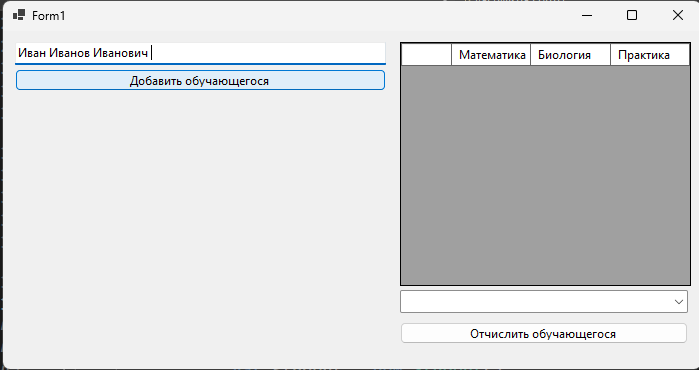 Form1
Иван Иванов Иванович
Добавить обучающегося
Математика Биология Практика
Отчислить обучающегося